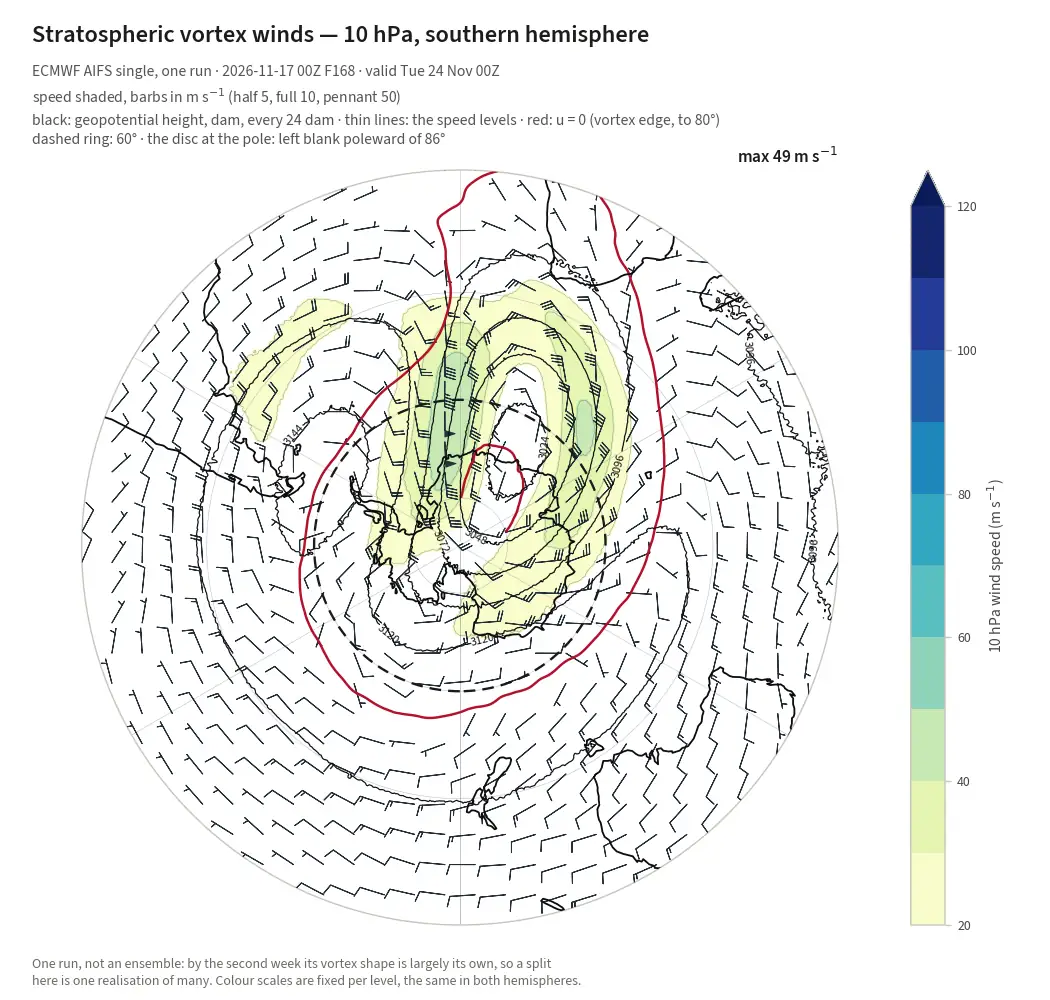 Stratospheric vortex winds — 10 hPa, southern hemisphere
ECMWF AIFS single, one run · 2026-11-17 00Z F168 · valid Tue 24 Nov 00Z
speed shaded, barbs in m s⁻¹ (half 5, full 10, pennant 50)
black: geopotential height, dam, every 24 dam · thin lines: the speed levels · red: u = 0 (vortex edge, to 80°)
dashed ring: 60° · the disc at the pole: left blank poleward of 86°
max 49 m s⁻¹
120
100
80
60
40
20
10 hPa wind speed (m s⁻¹)
3096
3144
3024
3096
3048
3072
3120
3120
One run, not an ensemble: by the second week its vortex shape is largely its own, so a split
here is one realisation of many. Colour scales are fixed per level, the same in both hemispheres.